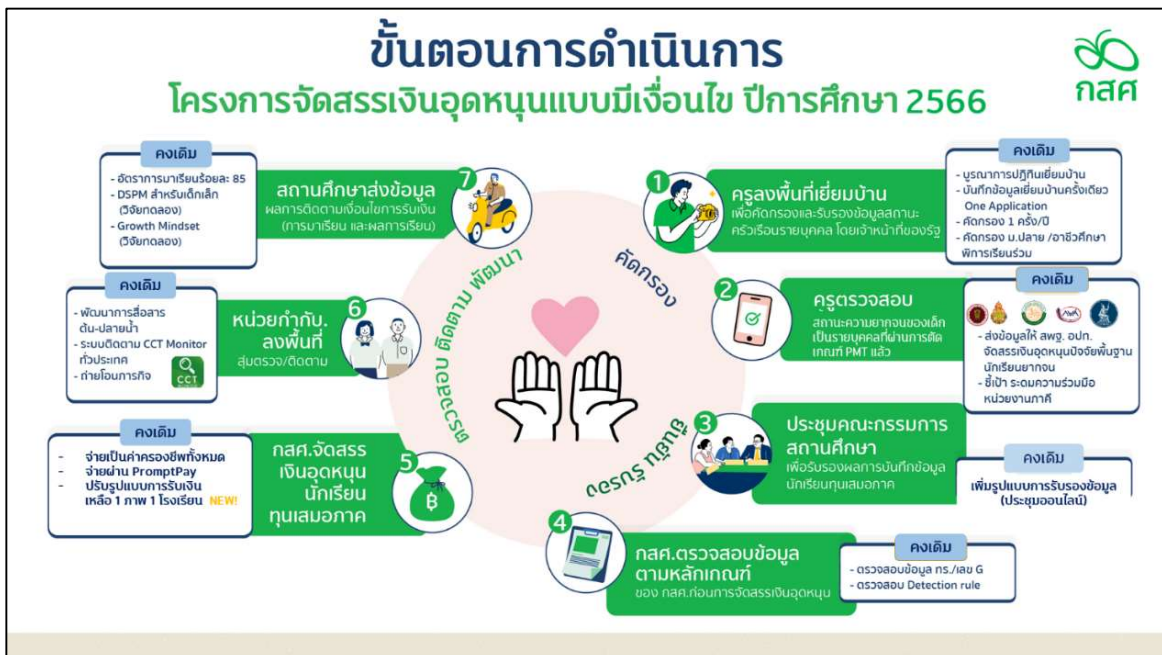 ขั้นตอนการดำเนินการ
โครงการจัดสรรเงินอุดหนุนแบบมีเงื่อนไข ปีการศึกษา 2566
กสศ
คัดกรอง
ยืนยัน รับรอง
ตรวจสอบ ติดตาม พัฒนา
1
ครูลงพื้นที่เยี่ยมบ้าน
เพื่อคัดกรองและรับรองข้อมูลสถานะ
ครัวเรือนรายบุคคล โดยเจ้าหน้าที่ของรัฐ
คงเดิม
- บูรณาการปฏิทินเยี่ยมบ้าน
- บันทึกข้อมูลเยี่ยมบ้านครั้งเดียว
One Application
- คัดกรอง 1 ครั้ง/ปี
- คัดกรอง ม.ปลาย /อาชีวศึกษา
พิการเรียนร่วม
2
ครูตรวจสอบ
สถานะความยากจนของเด็ก
เป็นรายบุคคลที่ผ่านการตัด
เกณฑ์ PMT แล้ว
คงเดิม
- ส่งข้อมูลให้ สพฐ. อปท.
จัดสรรเงินอุดหนุนปัจจัยพื้นฐาน
นักเรียนยากจน
- ชี้เป้า ระดมความร่วมมือ
หน่วยงานภาคี
3
ประชุมคณะกรรมการ
สถานศึกษา
เพื่อรับรองผลการบันทึกข้อมูล
นักเรียนทุนเสมอภาค
คงเดิม
เพิ่มรูปแบบการรับรองข้อมูล
(ประชุมออนไลน์)
4
กสศ.ตรวจสอบข้อมูล
ตามหลักเกณฑ์
ของ กสศ.ก่อนการจัดสรรเงินอุดหนุน
คงเดิม
- ตรวจสอบข้อมูล ทร./เลข G
- ตรวจสอบ Detection rule
5
กสศ.จัดสรร
เงินอุดหนุน
นักเรียน
ทุนเสมอภาค
฿
คงเดิม
- จ่ายเป็นค่าครองชีพทั้งหมด
- จ่ายผ่าน PromptPay
- ปรับรูปแบบการรับเงิน
เหลือ 1 ภาพ 1 โรงเรียน NEW!
6
หน่วยกำกับ.
ลงพื้นที่
สุ่มตรวจ/ติดตาม
คงเดิม
- พัฒนาการสื่อสาร
ต้น-ปลายน้ำ
- ระบบติดตาม CCT Monitor
ทั่วประเทศ
- ถ่ายโอนภารกิจ
CCT
7
สถานศึกษาส่งข้อมูล
ผลการติดตามเงื่อนไขการรับเงิน
(การมาเรียน และผลการเรียน)
คงเดิม
- อัตราการมาเรียนร้อยละ 85
- DSPM สำหรับเด็กเล็ก
(วิจัยทดลอง)
- Growth Mindset
(วิจัยทดลอง)